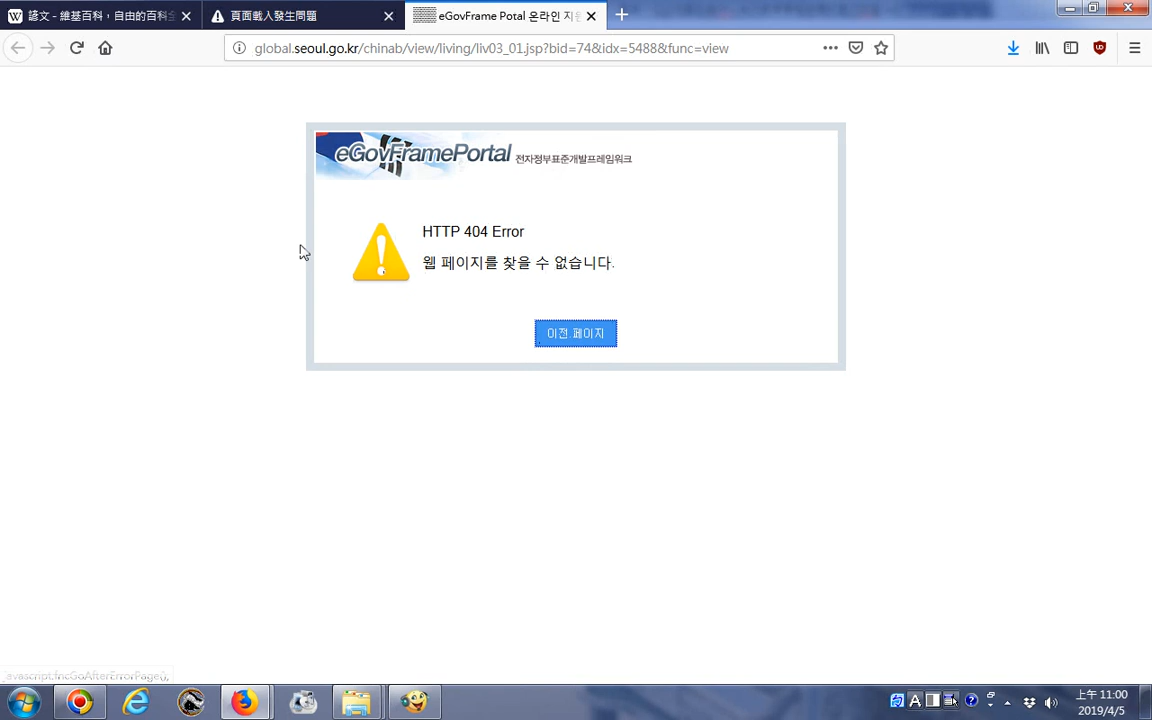 諺文 - 維基百科，自由的百科全
頁面載入發生問題
eGovFrame Potal 온라인 지원
global.seoul.go.kr/chinab/view/living/liv03_01.jsp?bid=74&idx=5488&func=view
eGovFramePortal 전자정부표준개발프레임워크
HTTP 404 Error
웹 페이지를 찾을 수 없습니다.
이전 페이지
javascript:fncGoAfterErrorPage();
上午 11:00
2019/4/5